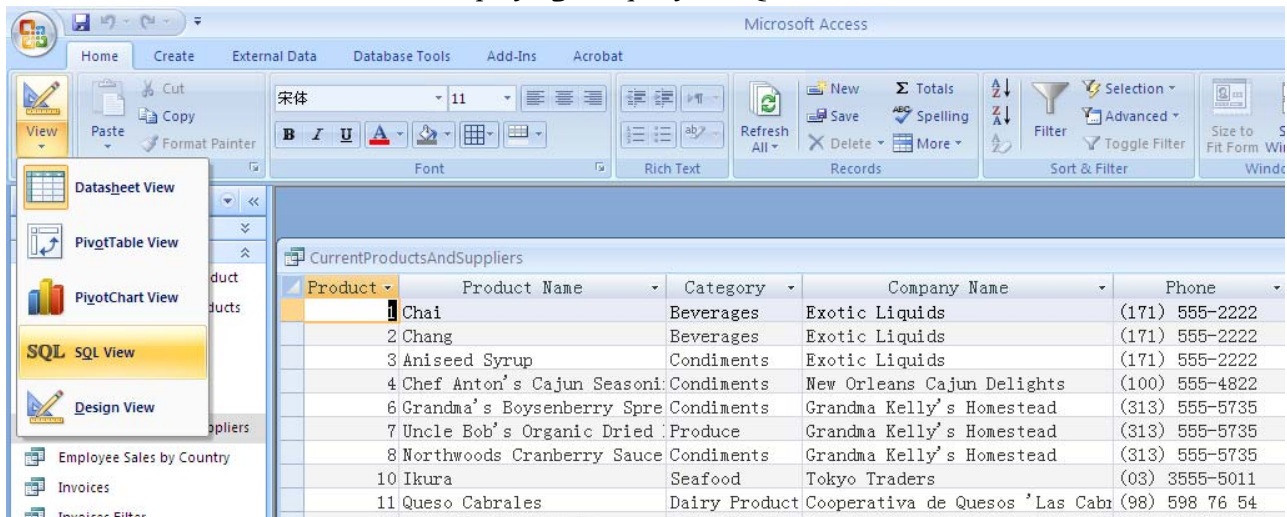 Microsoft Access
Home Create External Data Database Tools Add-Ins Acrobat
View
Paste
Cut
Copy
Format Painter
宋体 11
B I U A
Font
Rich Text
Refresh All
New Σ Totals
Save Spelling
Delete More
Records
Filter
Selection
Advanced
Toggle Filter
Sort & Filter
Size to
Fit Form
Datasheet View
PivotTable View
PivotChart View
SQL SQL View
Design View
duct
ducts
ppliers
Employee Sales by Country
Invoices
Invoices Filter
CurrentProductsAndSuppliers
Product Product Name Category Company Name Phone
1 Chai Beverages Exotic Liquids (171) 555-2222
2 Chang Beverages Exotic Liquids (171) 555-2222
3 Aniseed Syrup Condiments Exotic Liquids (171) 555-2222
4 Chef Anton's Cajun Seasoni Condiments New Orleans Cajun Delights (100) 555-4822
6 Grandma's Boysenberry Spre Condiments Grandma Kelly's Homestead (313) 555-5735
7 Uncle Bob's Organic Dried Produce Grandma Kelly's Homestead (313) 555-5735
8 Northwoods Cranberry Sauce Condiments Grandma Kelly's Homestead (313) 555-5735
10 Ikura Seafood Tokyo Traders (03) 3555-5011
11 Queso Cabrales Dairy Product Cooperativa de Quesos 'Las Cabr (98) 598 76 54